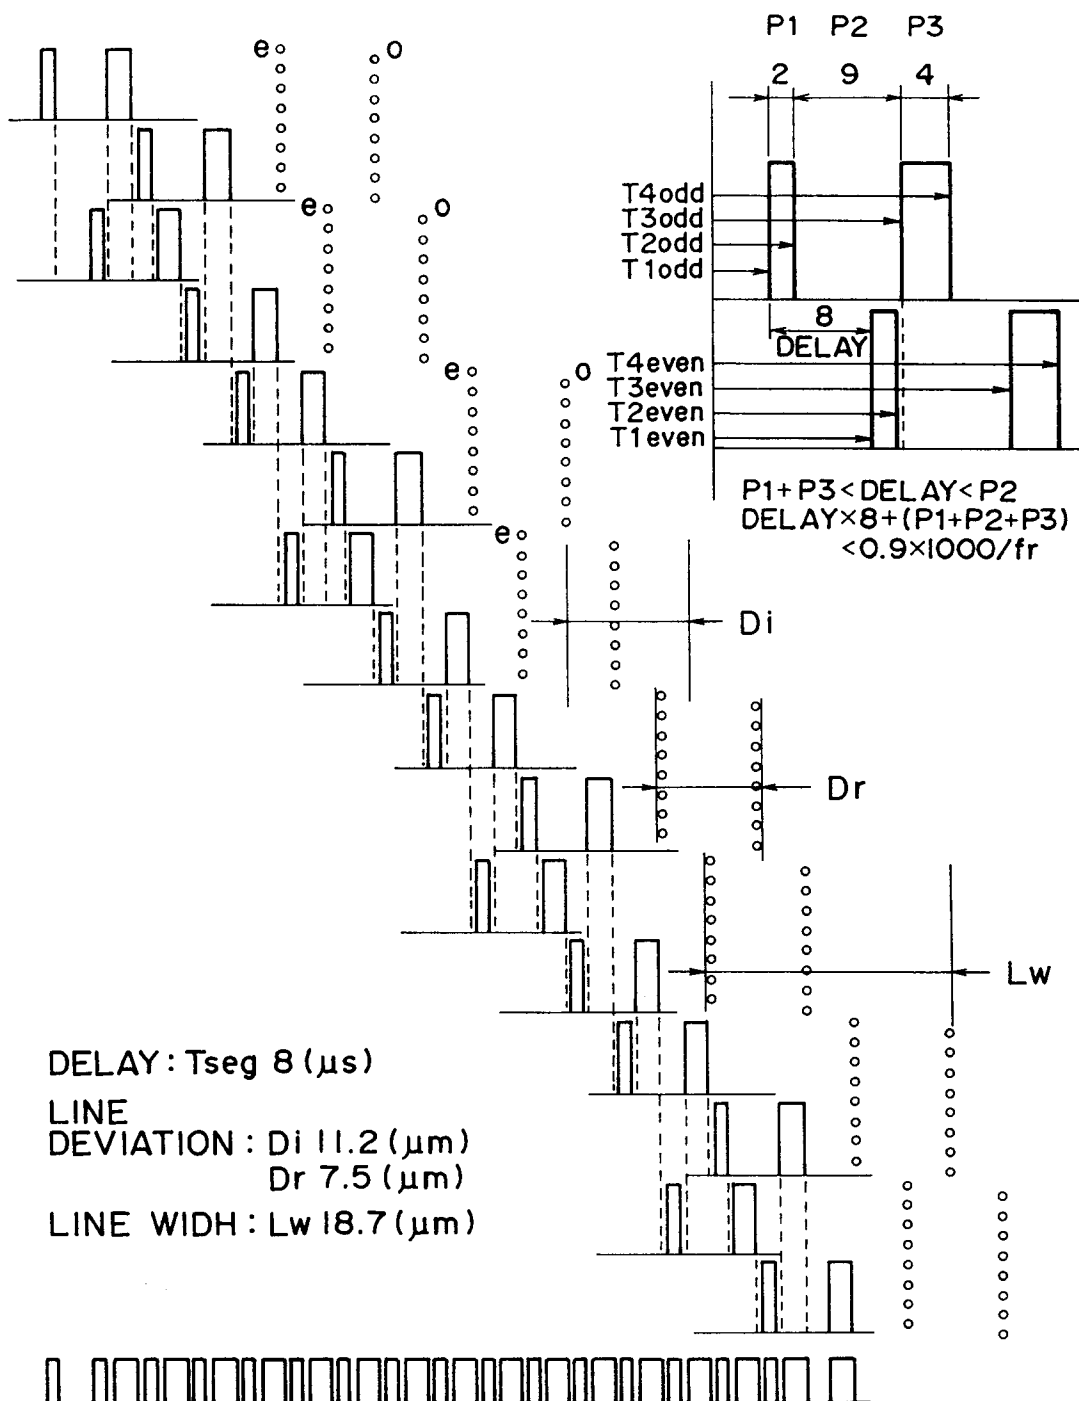 P1 P2 P3
2 9 4
e o
e o
e o
e
T4odd
T3odd
T2odd
T1odd
8
DELAY
T4even
T3even
T2even
T1even
P1+P3<DELAY<P2
DELAY×8+(P1+P2+P3)
<0.9×1000/fr
Di
Dr
Lw
DELAY: Tseg 8 (μs)
LINE
DEVIATION: Di 11.2 (μm)
Dr 7.5 (μm)
LINE WIDH: Lw 18.7 (μm)